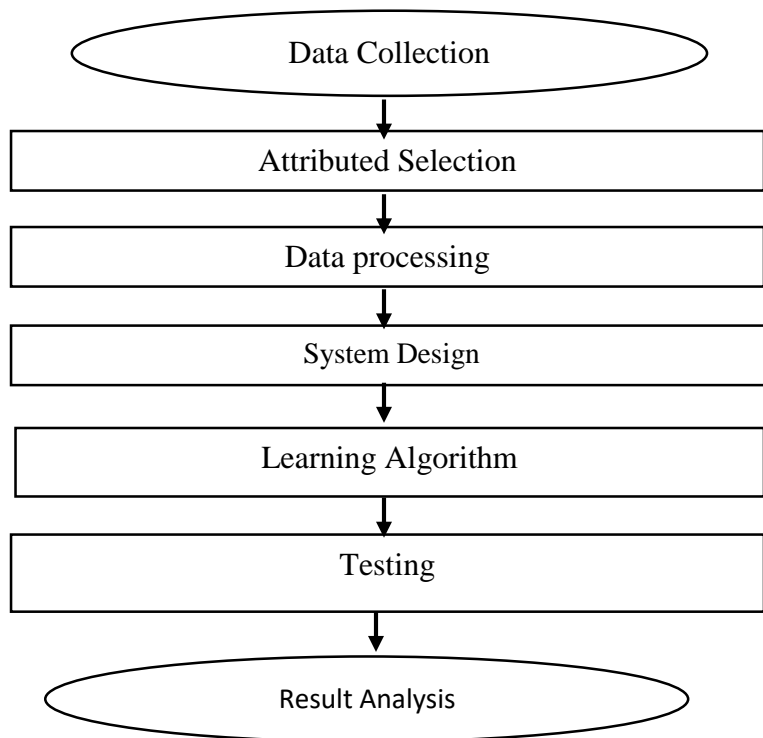 Data Collection
Attributed Selection
Data processing
System Design
Learning Algorithm
Testing
Result Analysis